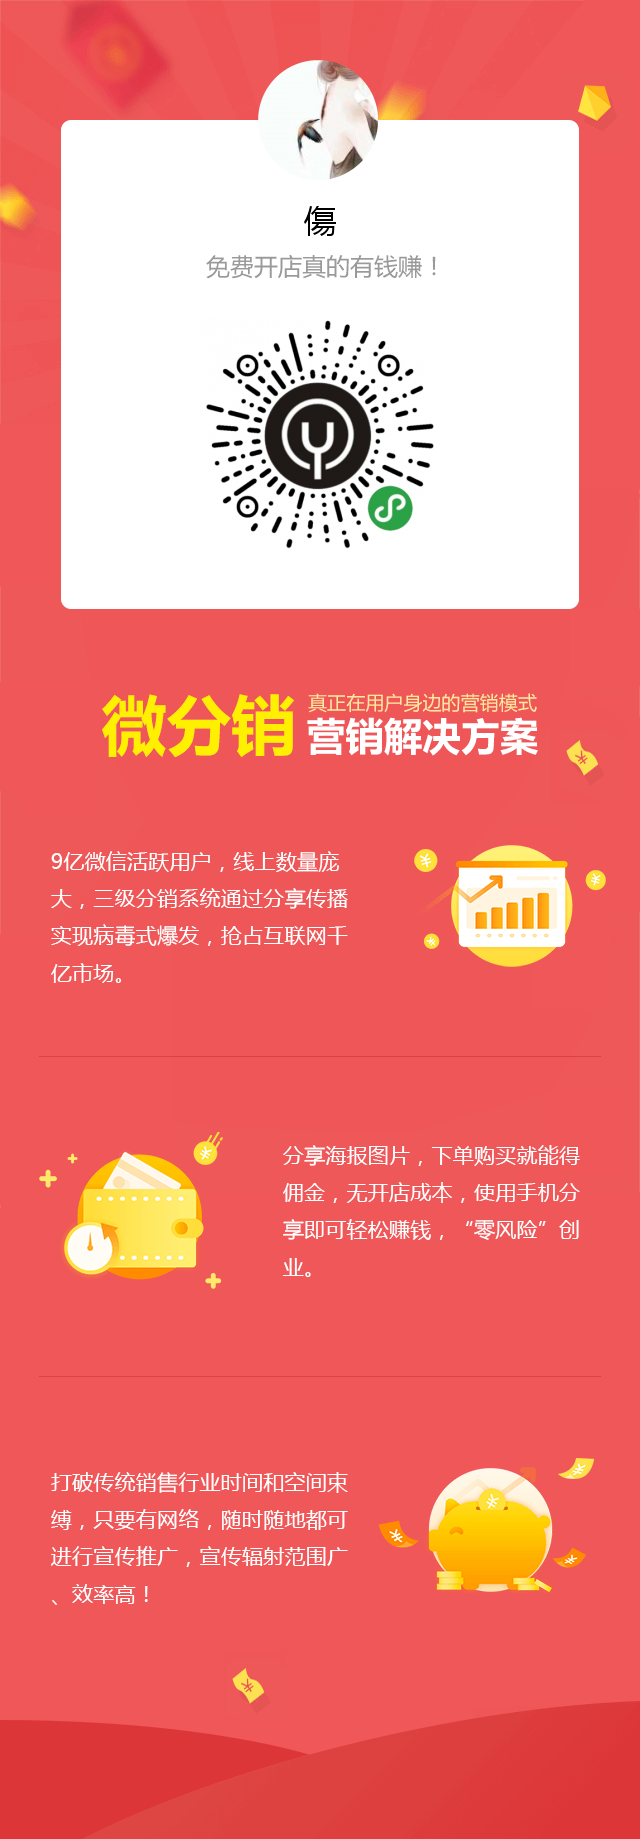 傷
免费开店真的有钱赚！
微分销
真正在用户身边的营销模式
营销解决方案
9亿微信活跃用户，线上数量庞
大，三级分销系统通过分享传播
实现病毒式爆发，抢占互联网千
亿市场。
分享海报图片，下单购买就能得
佣金，无开店成本，使用手机分
享即可轻松赚钱，“零风险”创
业。
打破传统销售行业时间和空间束
缚，只要有网络，随时随地都可
进行宣传推广，宣传辐射范围广
、效率高！